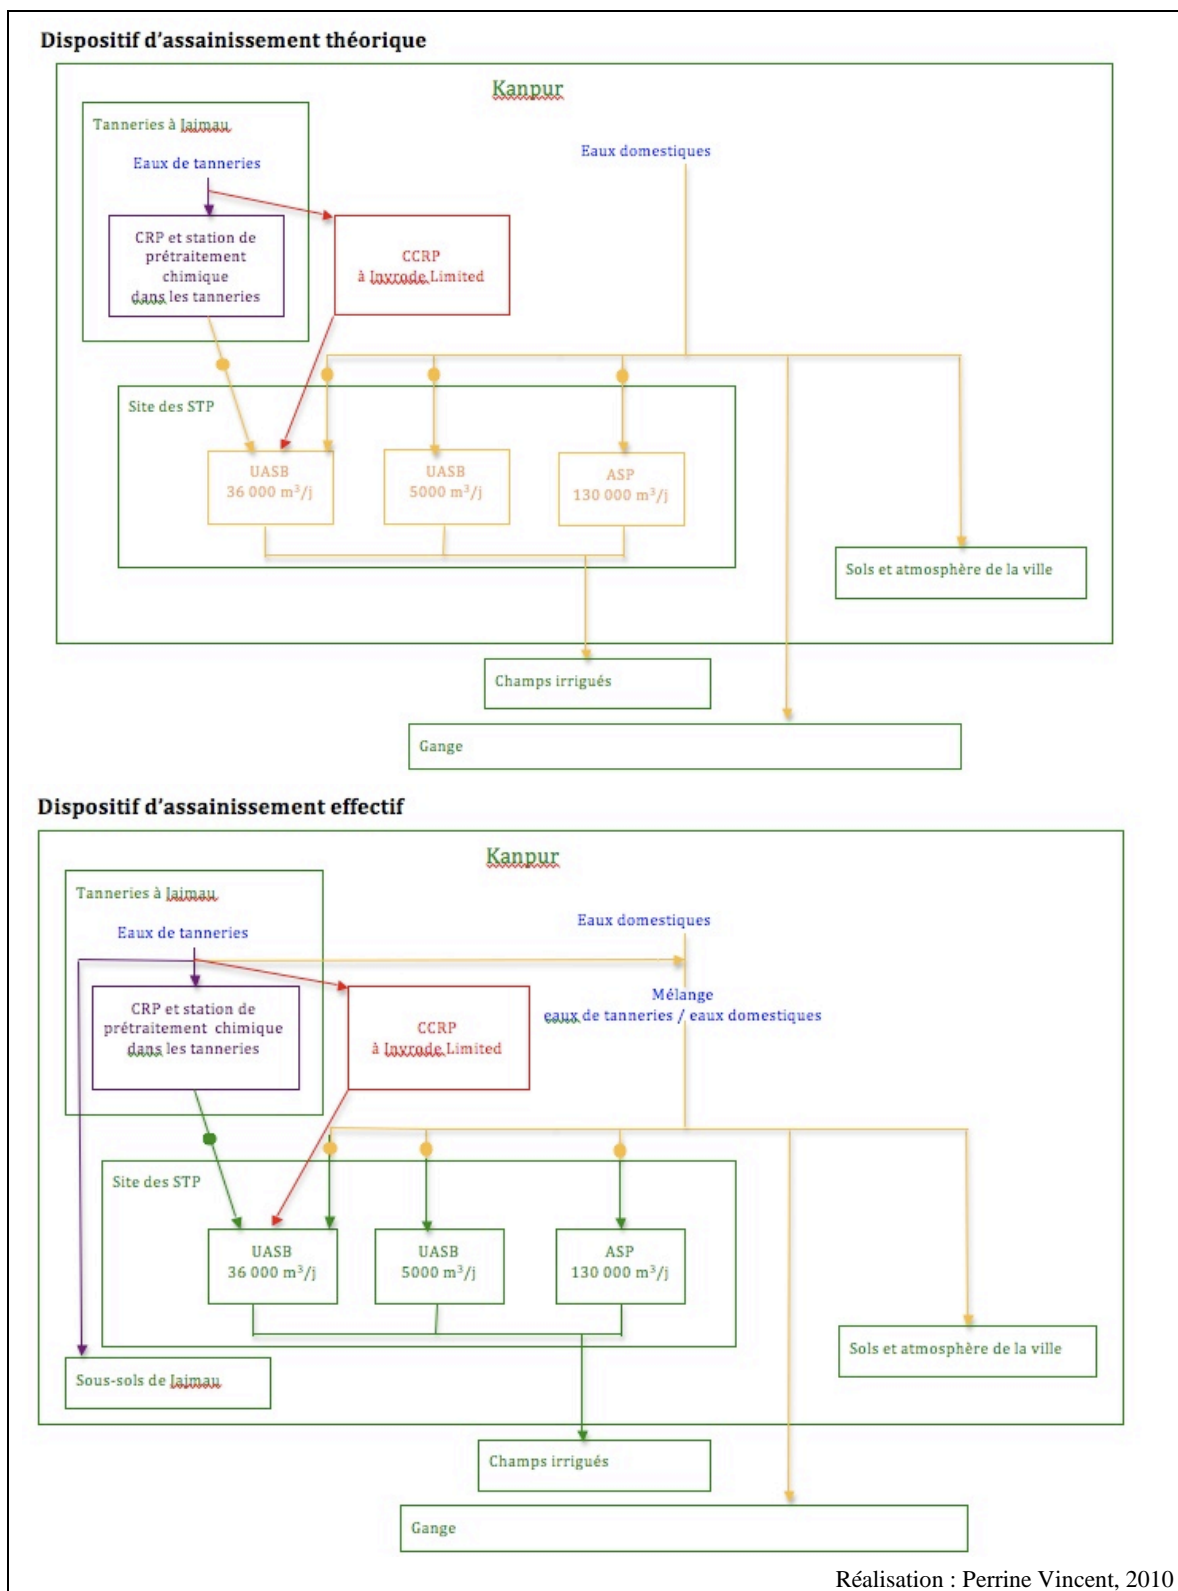 Dispositif d'assainissement théorique
Kanpur
Tanneries à Jajmau
Eaux de tanneries
Eaux domestiques
CRP et station de
prétraitement
chimique
dans les tanneries
CCRP
à Invrode Limited
Site des STP
UASB
36 000 m³/j
UASB
5000 m³/j
ASP
130 000 m³/j
Sols et atmosphère de la ville
Champs irrigués
Gange
Dispositif d'assainissement effectif
Kanpur
Tanneries à Jajmau
Eaux de tanneries
Eaux domestiques
Mélange
eaux de tanneries / eaux domestiques
CRP et station de
prétraitement chimique
dans les tanneries
CCRP
à Invrode Limited
Site des STP
UASB
36 000 m³/j
UASB
5000 m³/j
ASP
130 000 m³/j
Sols et atmosphère de la ville
Sous-sols de Jajmau
Champs irrigués
Gange
Réalisation : Perrine Vincent, 2010